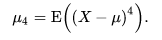 μ₄ = E((X − μ)⁴).